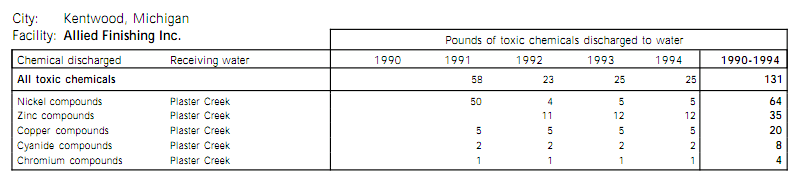 City: Kentwood, Michigan
Facility: Allied Finishing Inc.
Pounds of toxic chemicals discharged to water
Chemical discharged Receiving water 1990 1991 1992 1993 1994 1990-1994
All toxic chemicals 58 23 25 25 131
Nickel compounds Plaster Creek 50 4 5 5 64
Zinc compounds Plaster Creek 11 12 12 35
Copper compounds Plaster Creek 5 5 5 5 20
Cyanide compounds Plaster Creek 2 2 2 2 8
Chromium compounds Plaster Creek 1 1 1 1 4